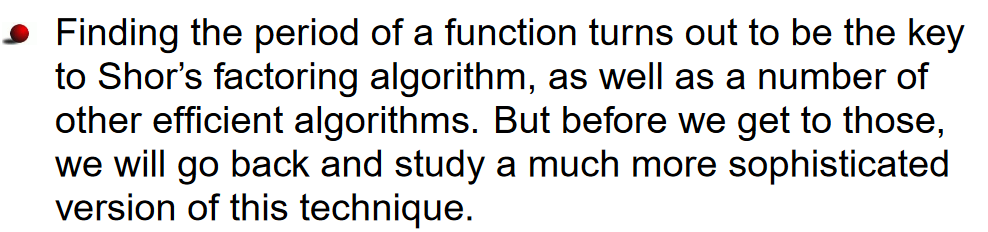 Finding the period of a function turns out to be the key
to Shor’s factoring algorithm, as well as a number of
other efficient algorithms. But before we get to those,
we will go back and study a much more sophisticated
version of this technique.